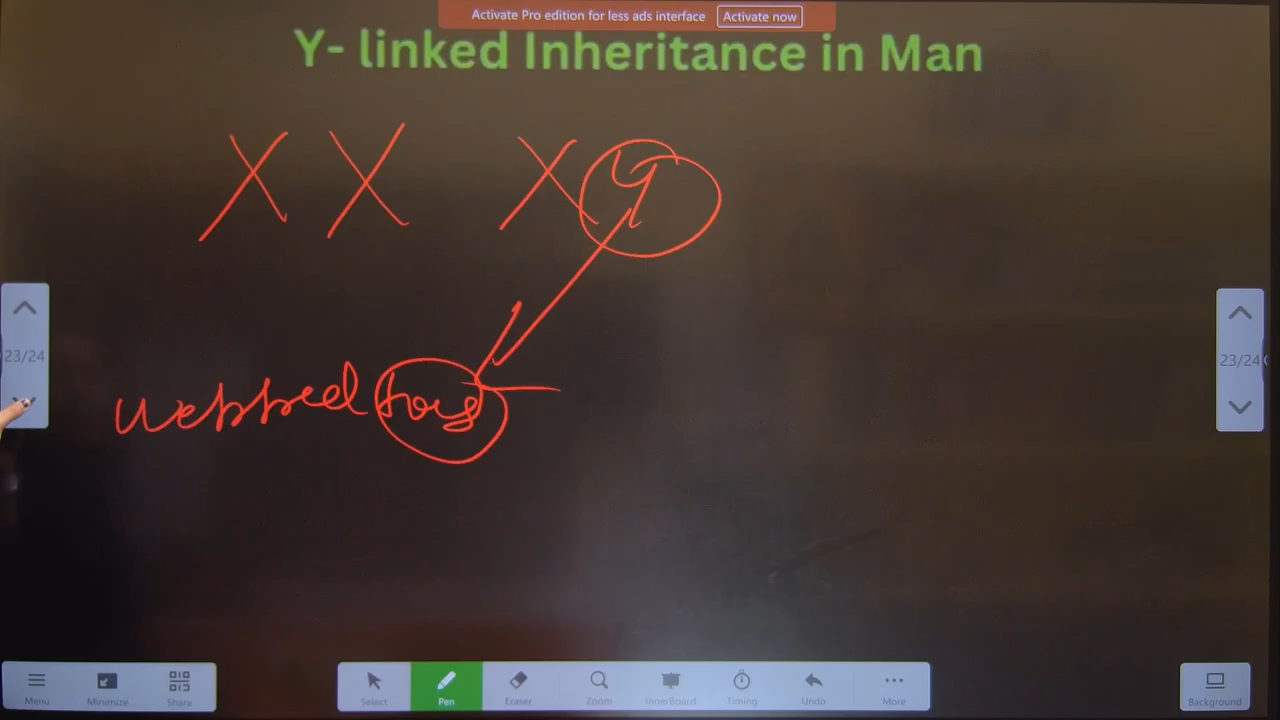 Activate Pro edition for less ads interface Activate now
Y- linked Inheritance in Man
X X X Y
23/24
23/24
webbed toes
Menu Minimize Share Select Pen Eraser Zoom InnerBoard Timing Undo More Background